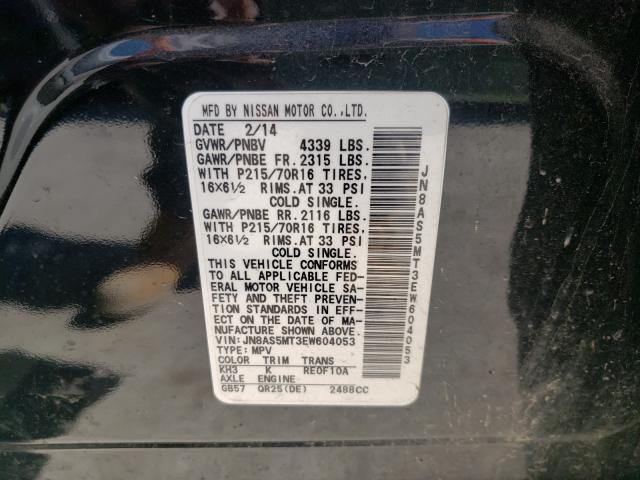 MFD BY NISSAN MOTOR CO.,LTD.
DATE 2/14
GVWR/PNBV 4339 LBS.
GAWR/PNBE FR. 2315 LBS.
WITH P215/70R16 TIRES,
16X6½ RIMS.AT 33 PSI
COLD SINGLE.
GAWR/PNBE RR. 2116 LBS.
WITH P215/70R16 TIRES,
16X6½ RIMS.AT 33 PSI
COLD SINGLE.
THIS VEHICLE CONFORMS
TO ALL APPLICABLE FED-
ERAL MOTOR VEHICLE SA-
FETY AND THEFT PREVEN-
TION STANDARDS IN EFF-
ECT ON THE DATE OF MA-
NUFACTURE SHOWN ABOVE.
VIN:JN8AS5MT3EW604053
TYPE: MPV
COLOR TRIM TRANS
KH3 K RE0F10A
AXLE ENGINE
GB57 QR25(DE) 2488CC
JN8AS5MT3EW604053